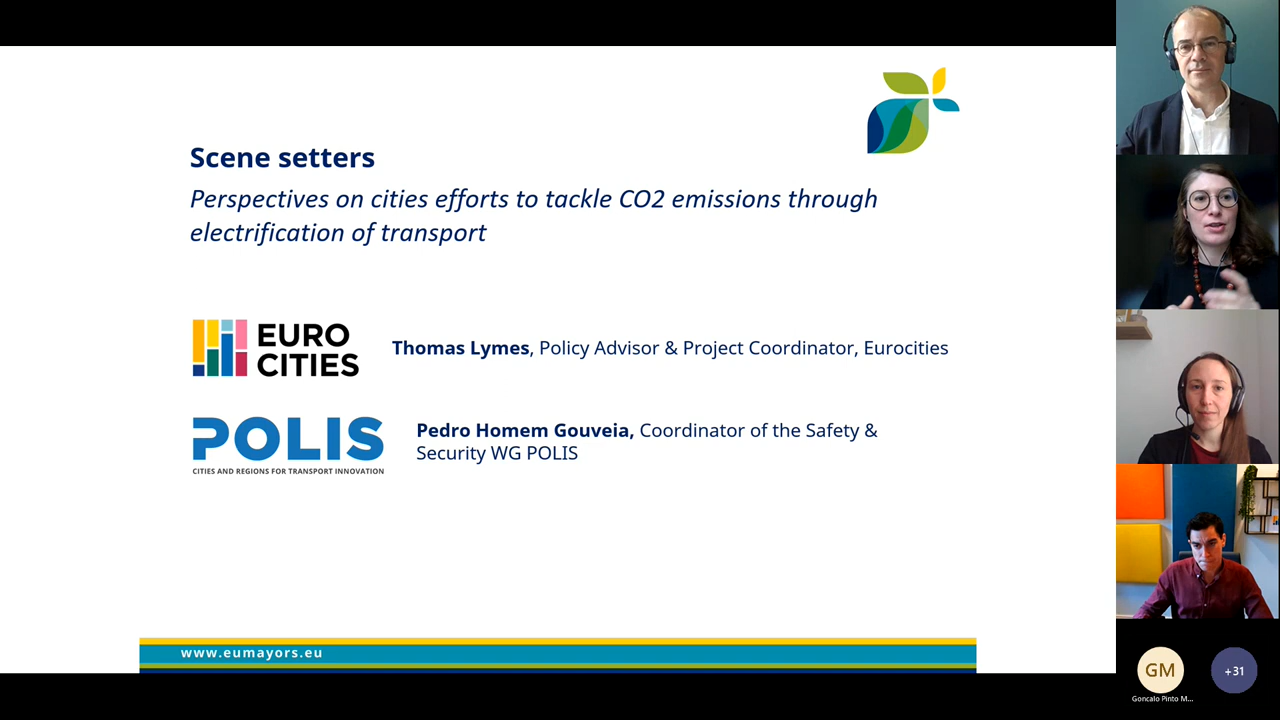 Scene setters
Perspectives on cities efforts to tackle CO2 emissions through
electrification of transport
EURO
CITIES
Thomas Lymes, Policy Advisor & Project Coordinator, Eurocities
POLIS
CITIES AND REGIONS FOR TRANSPORT INNOVATION
Pedro Homem Gouveia, Coordinator of the Safety &
Security WG POLIS
www.eumayors.eu
GM
+31
Goncalo Pinto M...